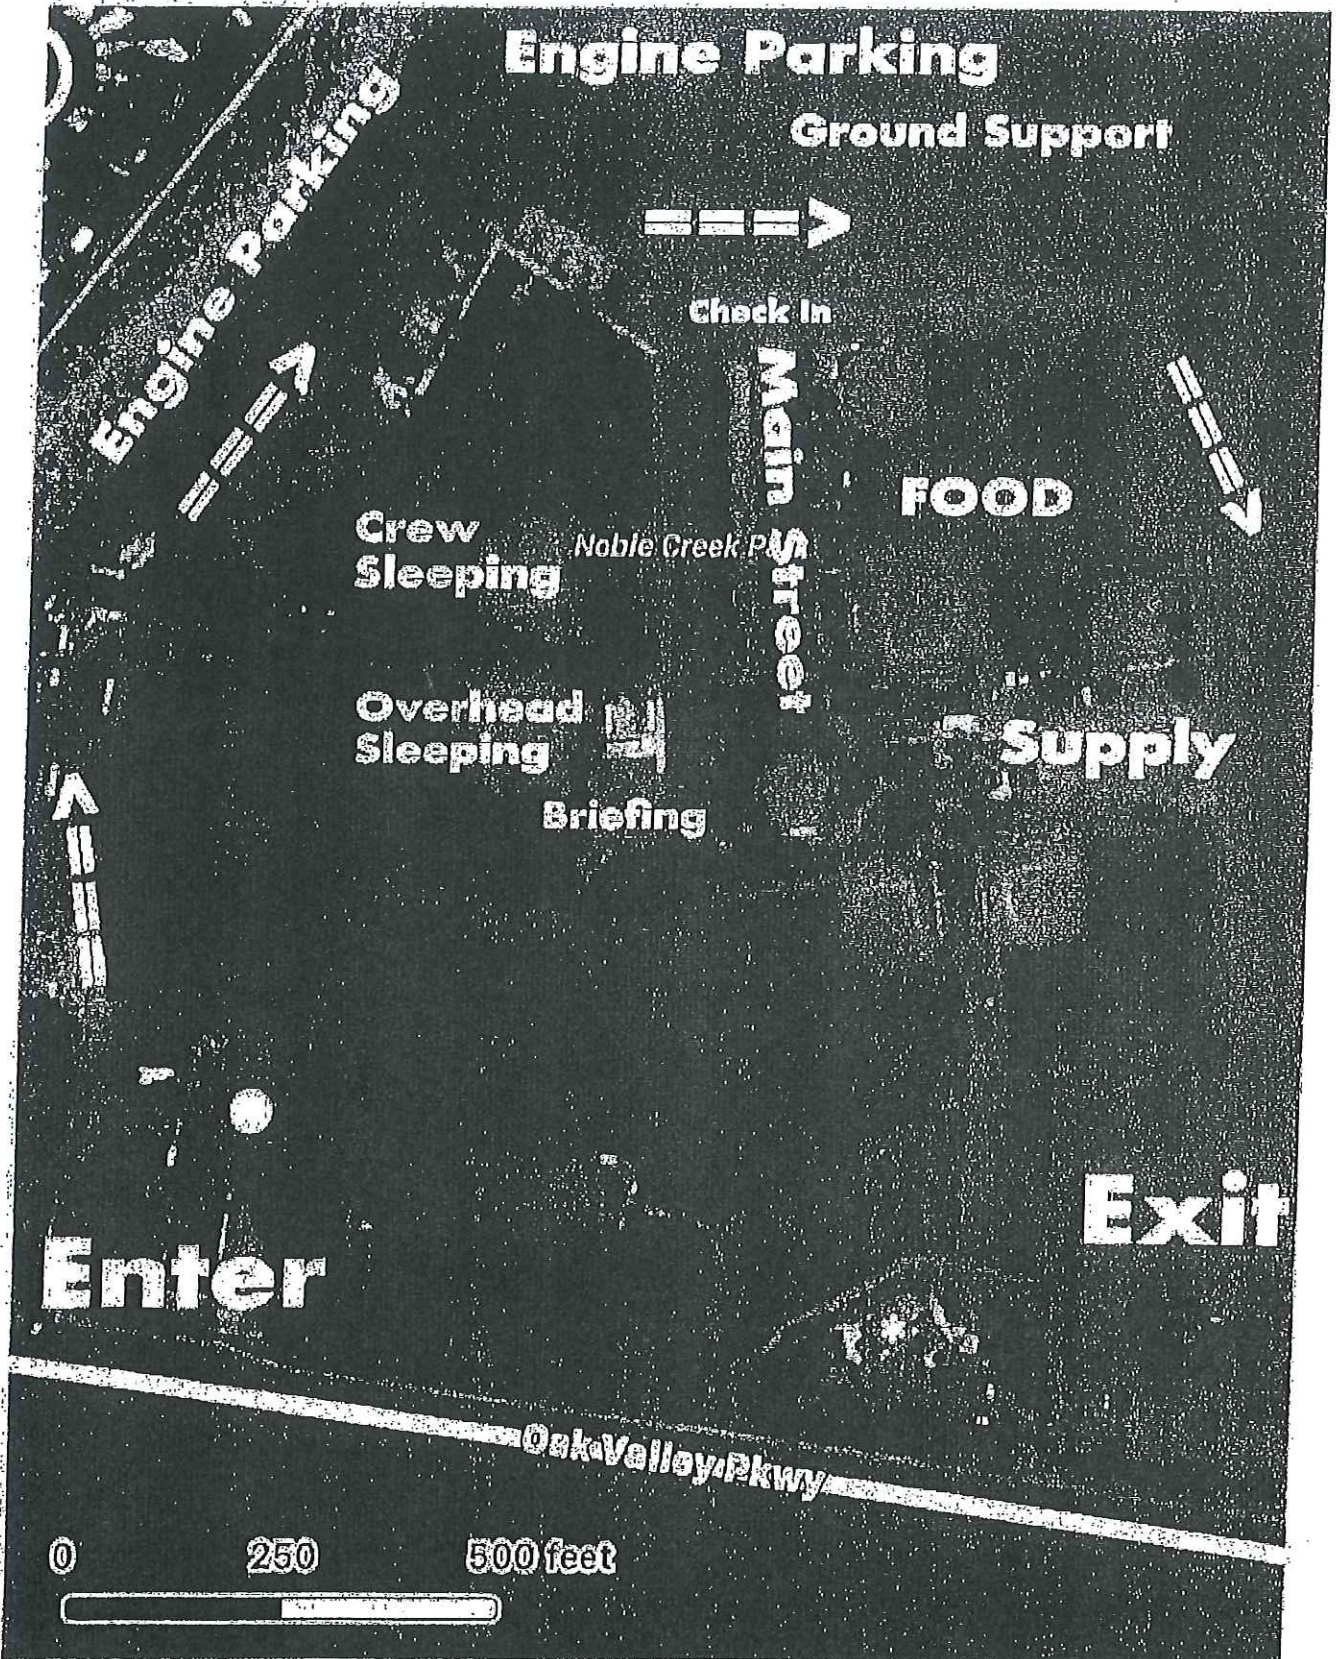 Engine Parking
Ground Support
Engine Parking
Check In
Main Street
FOOD
Crew
Sleeping
Noble Creek Park
Overhead
Sleeping
Supply
Briefing
Exit
Enter
Oak Valley Pkwy
0 250 500 feet